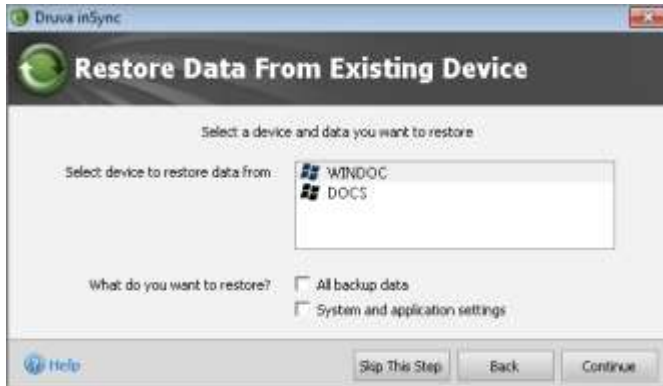 Druva inSync
Restore Data From Existing Device
Select a device and data you want to restore
Select device to restore data from
WINDOC
DOCS
What do you want to restore?
All backup data
System and application settings
Help
Skip This Step
Back
Continue